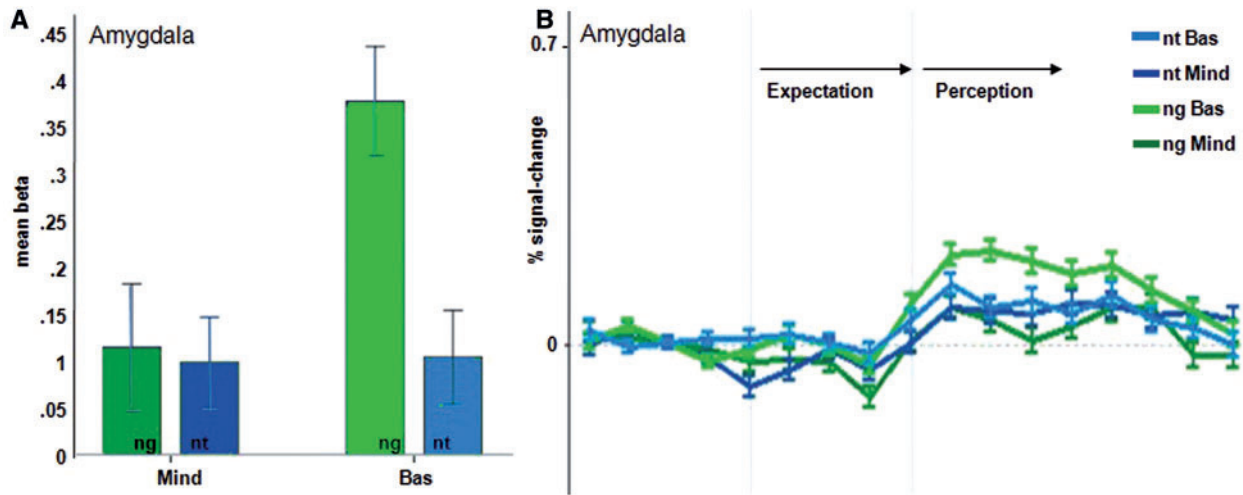 A
Amygdala
mean beta
.45
.4
.35
.3
.25
.2
.15
1
.05
0
ng
nt
ng
nt
Mind
Bas
B
Amygdala
0.7
% signal-change
0
Expectation
Perception
nt Bas
nt Mind
ng Bas
ng Mind